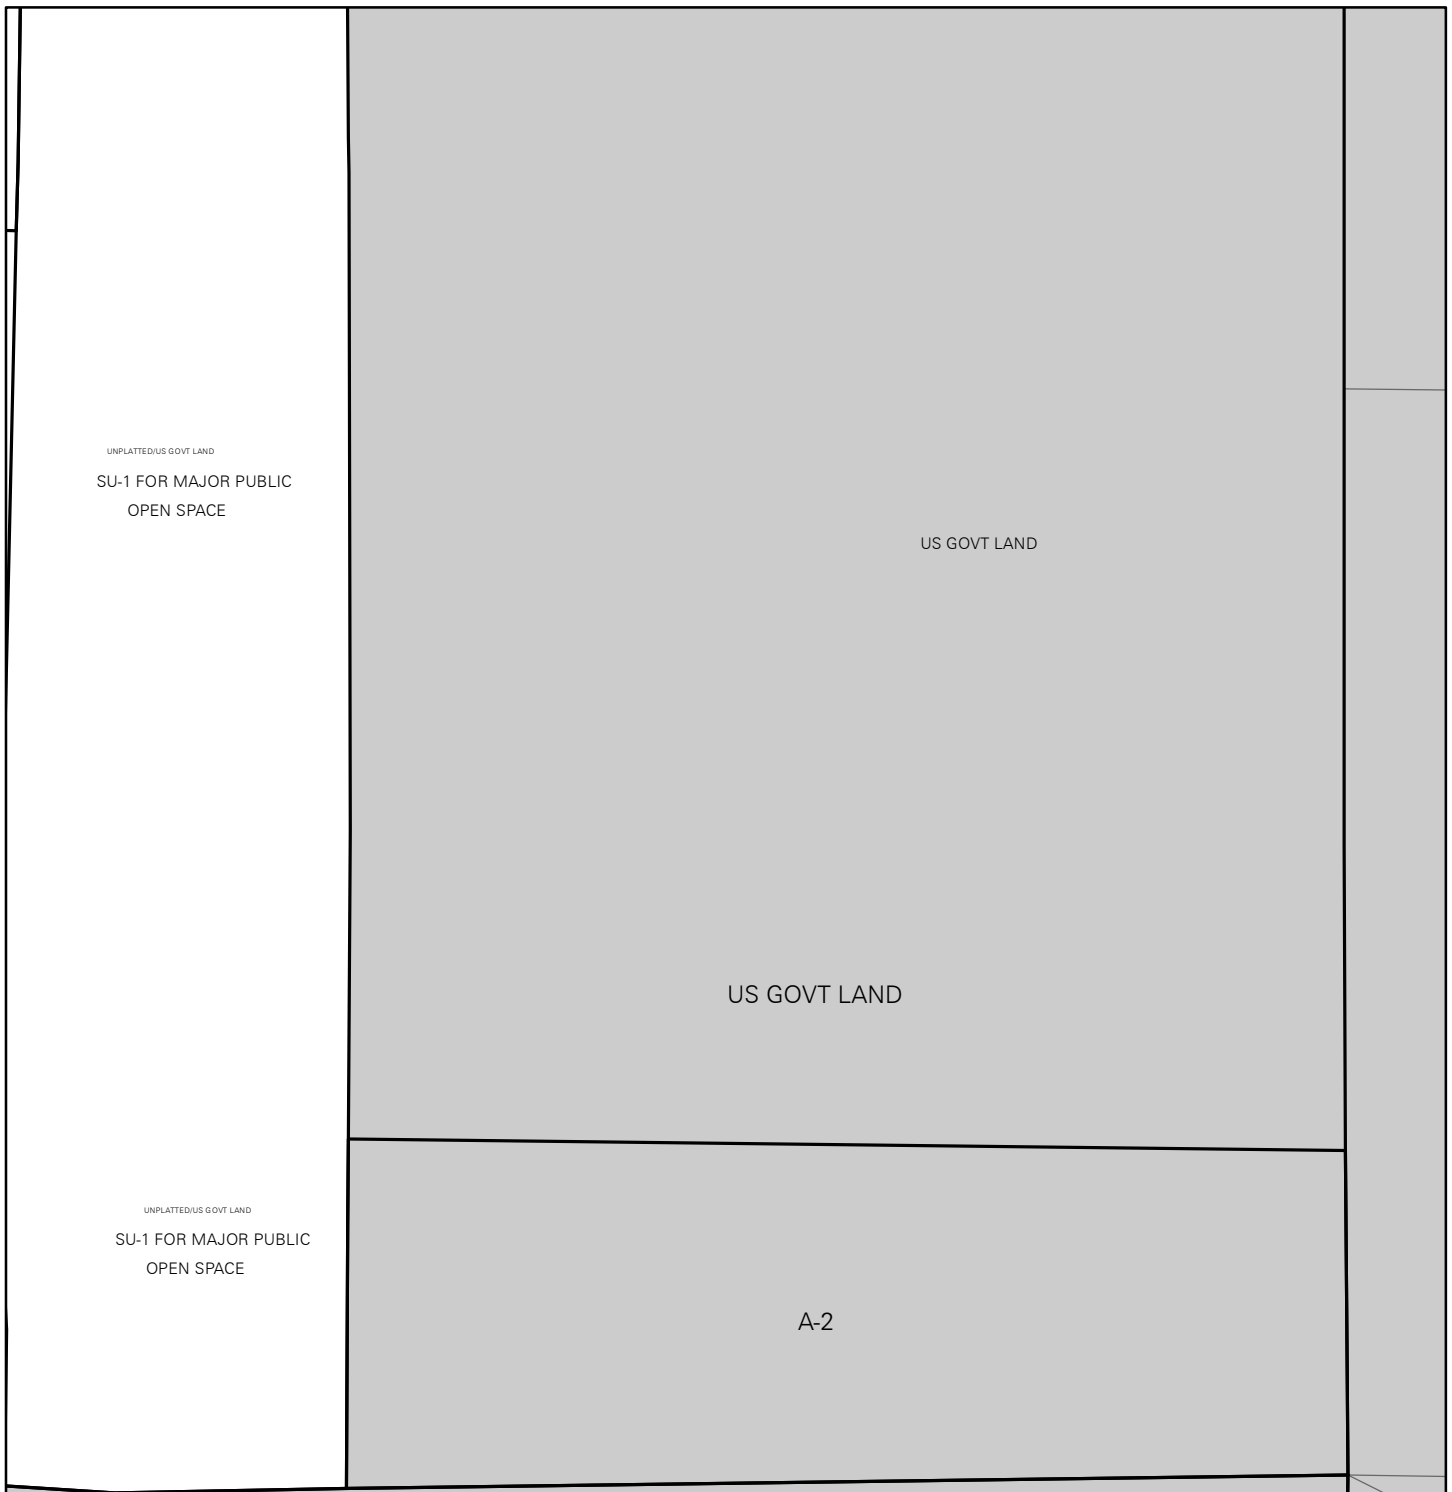 UNPLATTED/US GOVT LAND
SU-1 FOR MAJOR PUBLIC
OPEN SPACE
US GOVT LAND
US GOVT LAND
UNPLATTED/US GOVT LAND
SU-1 FOR MAJOR PUBLIC
OPEN SPACE
A-2